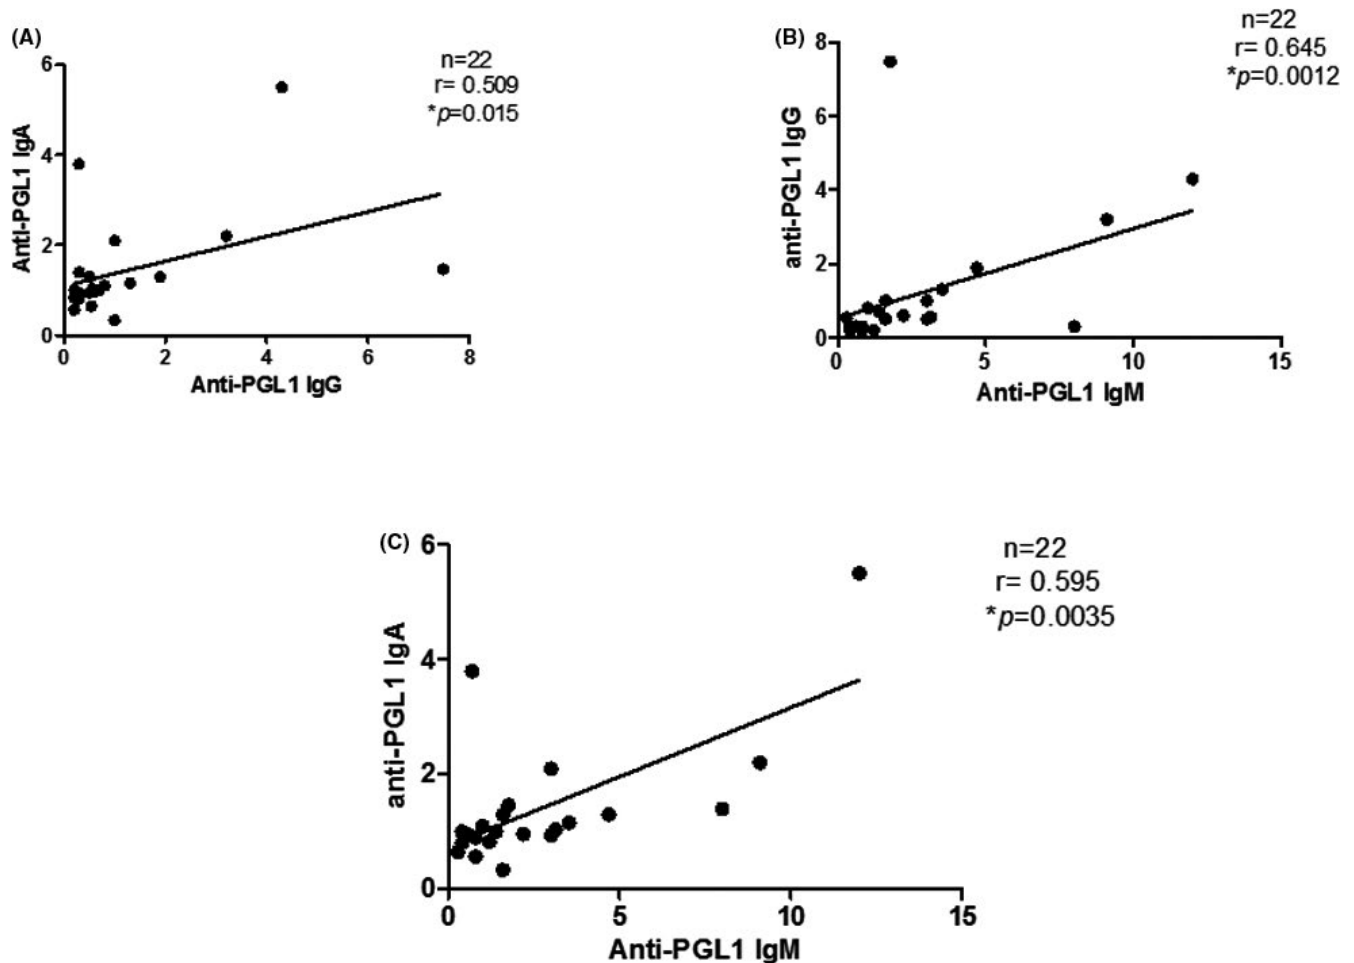 (A)
n=22
r= 0.509
*p=0.015
6
4
2
0
Anti-PGL1 IgA
0 2 4 6 8
Anti-PGL1 IgG
(B)
n=22
r= 0.645
*p=0.0012
8
6
4
2
0
anti-PGL1 IgG
0 5 10 15
Anti-PGL1 IgM
(C)
n=22
r= 0.595
*p=0.0035
6
4
2
0
anti-PGL1 IgA
0 5 10 15
Anti-PGL1 IgM